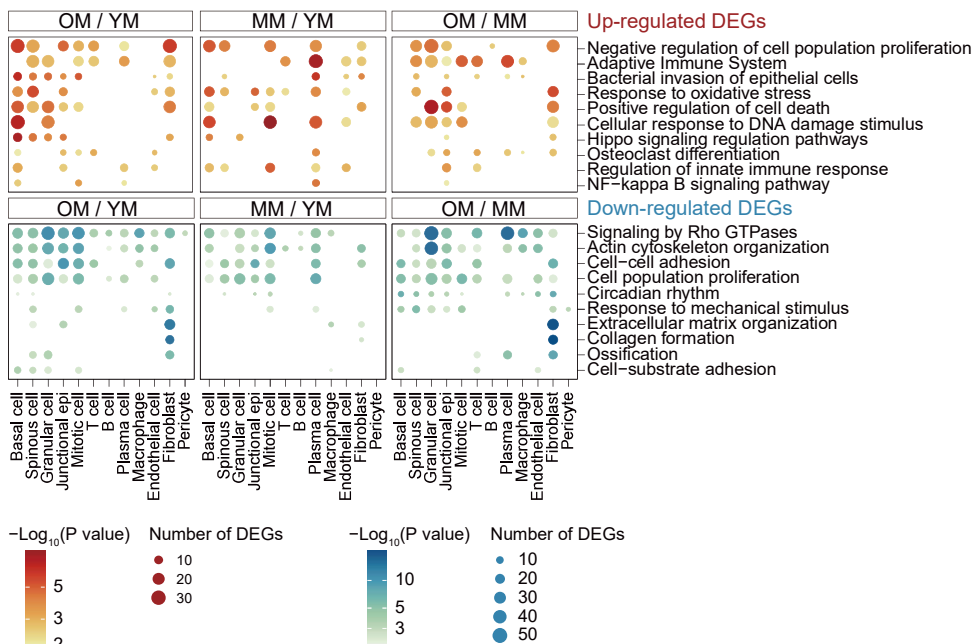 OM / YM MM / YM OM / MM Up-regulated DEGs
Negative regulation of cell population proliferation
Adaptive Immune System
Bacterial invasion of epithelial cells
Response to oxidative stress
Positive regulation of cell death
Cellular response to DNA damage stimulus
Hippo signaling regulation pathways
Osteoclast differentiation
Regulation of innate immune response
NF−kappa B signaling pathway
OM / YM MM / YM OM / MM Down-regulated DEGs
Signaling by Rho GTPases
Actin cytoskeleton organization
Cell−cell adhesion
Cell population proliferation
Circadian rhythm
Response to mechanical stimulus
Extracellular matrix organization
Collagen formation
Ossification
Cell−substrate adhesion
Basal cell
Spinous cell
Granular cell
Junctional epi
Mitotic cell
T cell
B cell
Plasma cell
Macrophage
Endothelial cell
Fibroblast
Pericyte
Basal cell
Spinous cell
Granular cell
Junctional epi
Mitotic cell
T cell
B cell
Plasma cell
Macrophage
Endothelial cell
Fibroblast
Pericyte
Basal cell
Spinous cell
Granular cell
Junctional epi
Mitotic cell
T cell
B cell
Plasma cell
Macrophage
Endothelial cell
Fibroblast
Pericyte
−Log10(P value) Number of DEGs
5
3
2
10
20
30
−Log10(P value) Number of DEGs
10
5
3
10
20
30
40
50